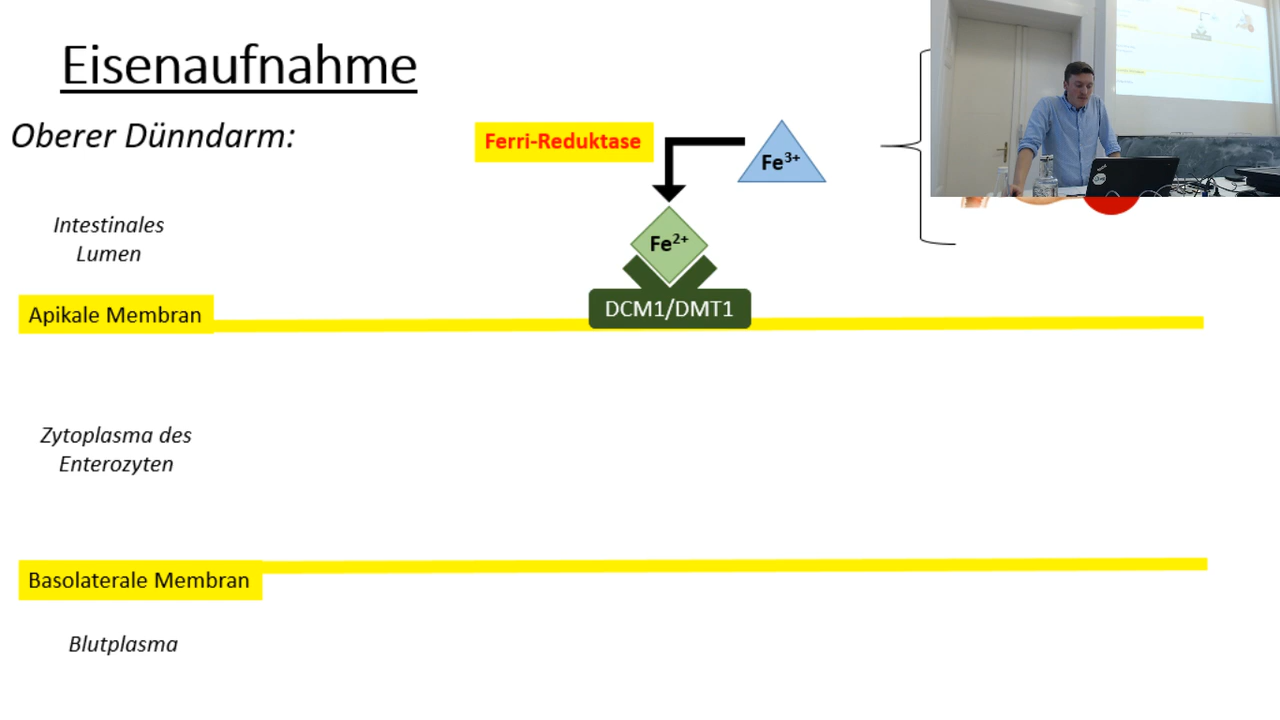 Eisenaufnahme
Oberer Dünndarm:
Ferri-Reduktase
Fe³⁺
Intestinales
Lumen
Fe²⁺
Apikale Membran
DCM1/DMT1
Zytoplasma des
Enterozyten
Basolaterale Membran
Blutplasma